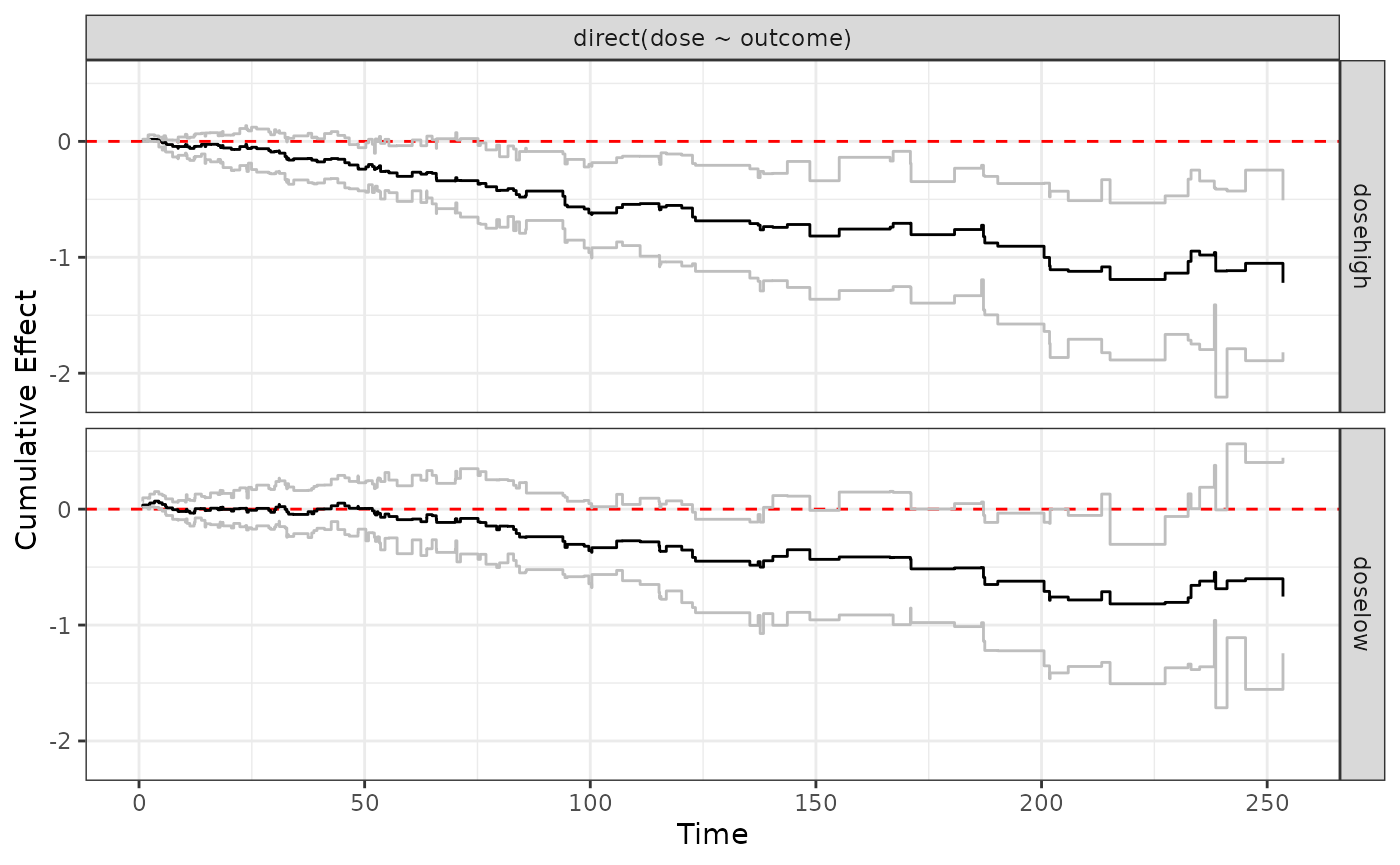 direct(dose ~ outcome)
Cumulative Effect
0
-1
-2
dosehigh
0
-1
-2
doselow
0 50 100 150 200 250
Time